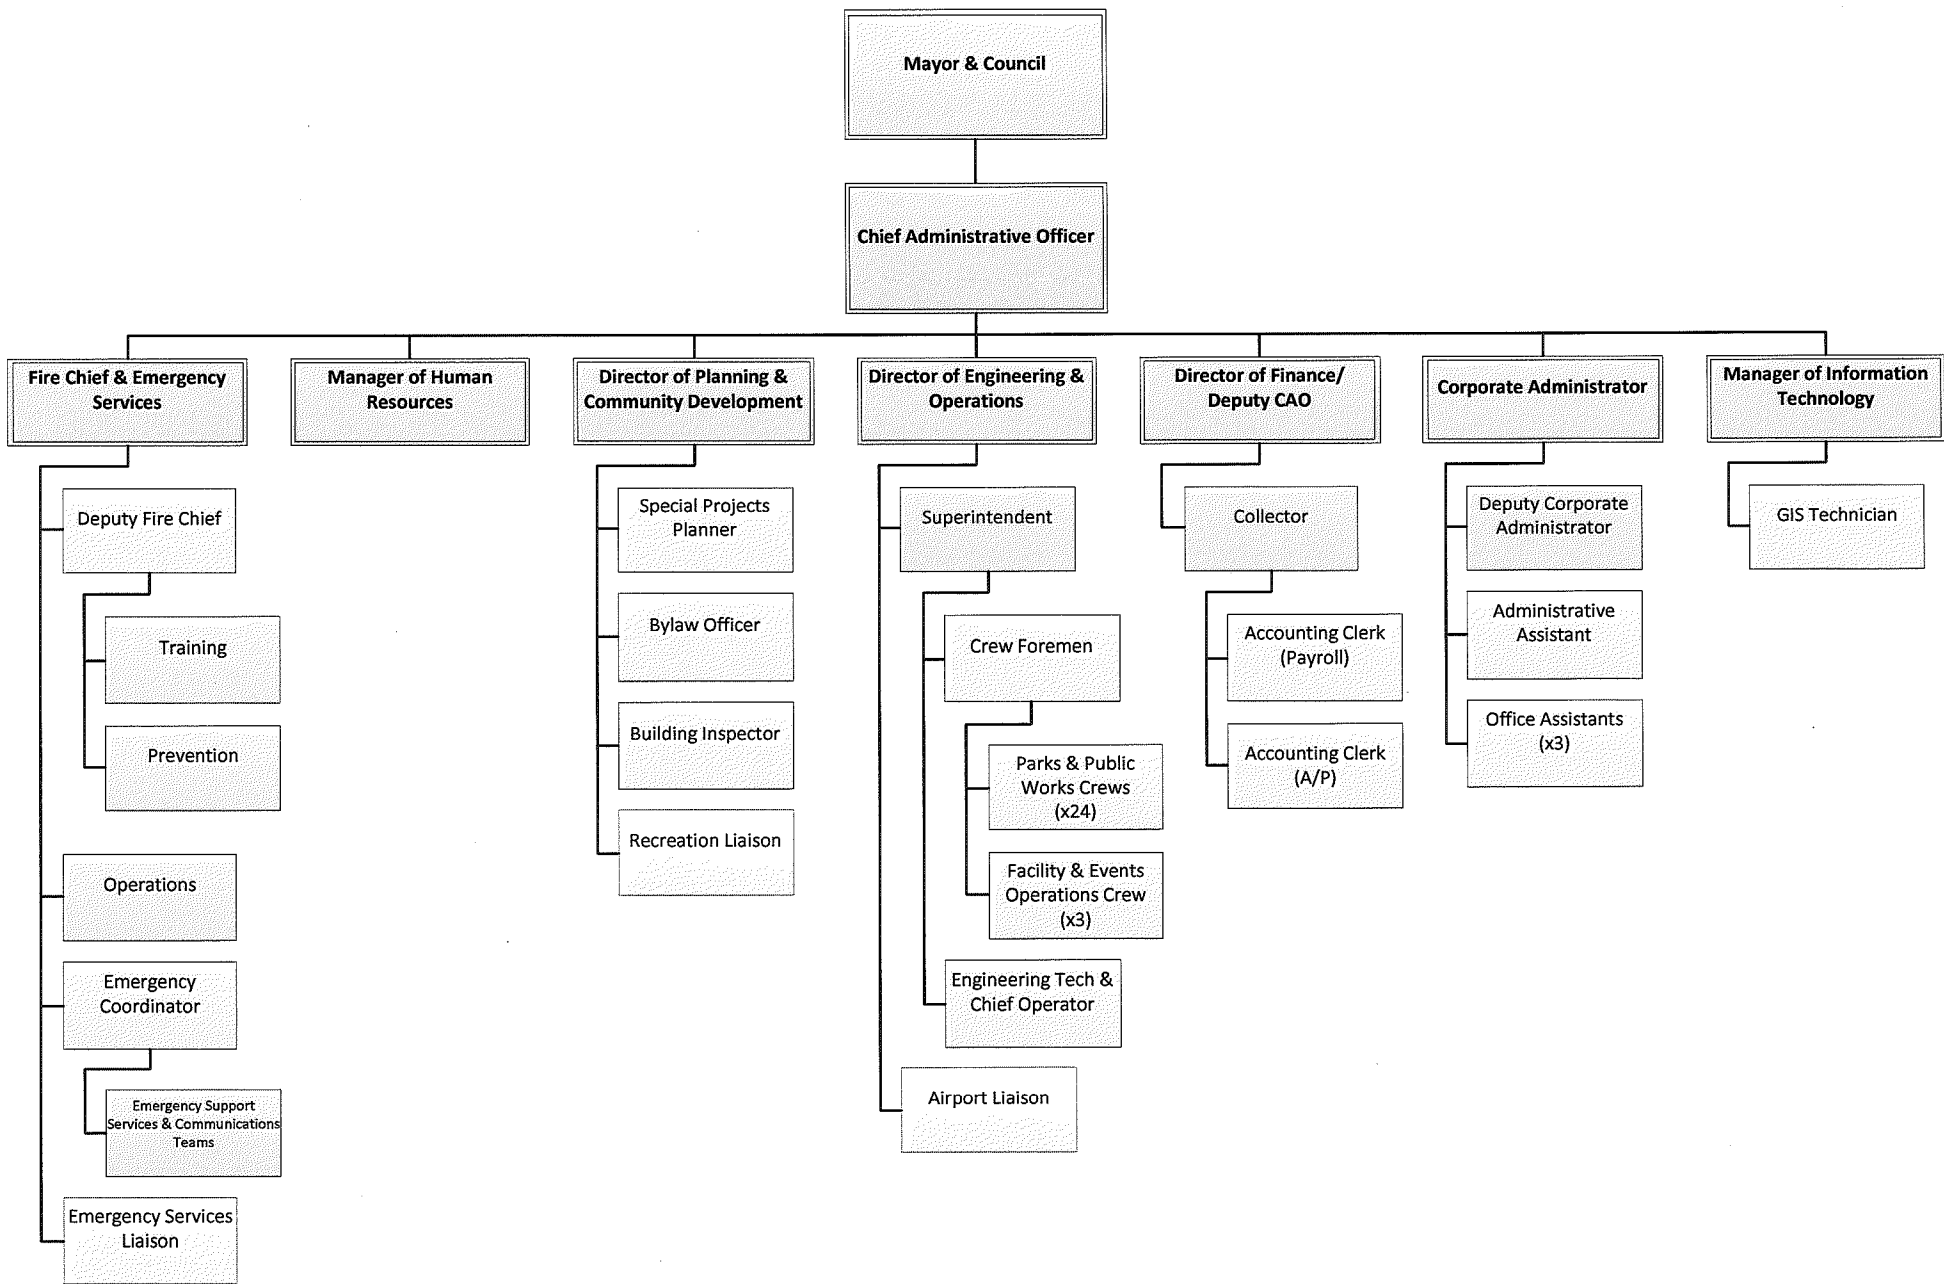 Mayor & Council
Chief Administrative Officer
Fire Chief & Emergency
Services
Manager of Human
Resources
Director of Planning &
Community Development
Director of Engineering &
Operations
Director of Finance/
Deputy CAO
Corporate Administrator
Manager of Information
Technology
Deputy Fire Chief
Training
Prevention
Operations
Emergency
Coordinator
Emergency Support
Services & Communications
Teams
Emergency Services
Liaison
Special Projects
Planner
Bylaw Officer
Building Inspector
Recreation Liaison
Superintendent
Crew Foremen
Parks & Public
Works Crews
(x24)
Facility & Events
Operations Crew
(x3)
Engineering Tech &
Chief Operator
Airport Liaison
Collector
Accounting Clerk
(Payroll)
Accounting Clerk
(A/P)
Deputy Corporate
Administrator
Administrative
Assistant
Office Assistants
(x3)
GIS Technician